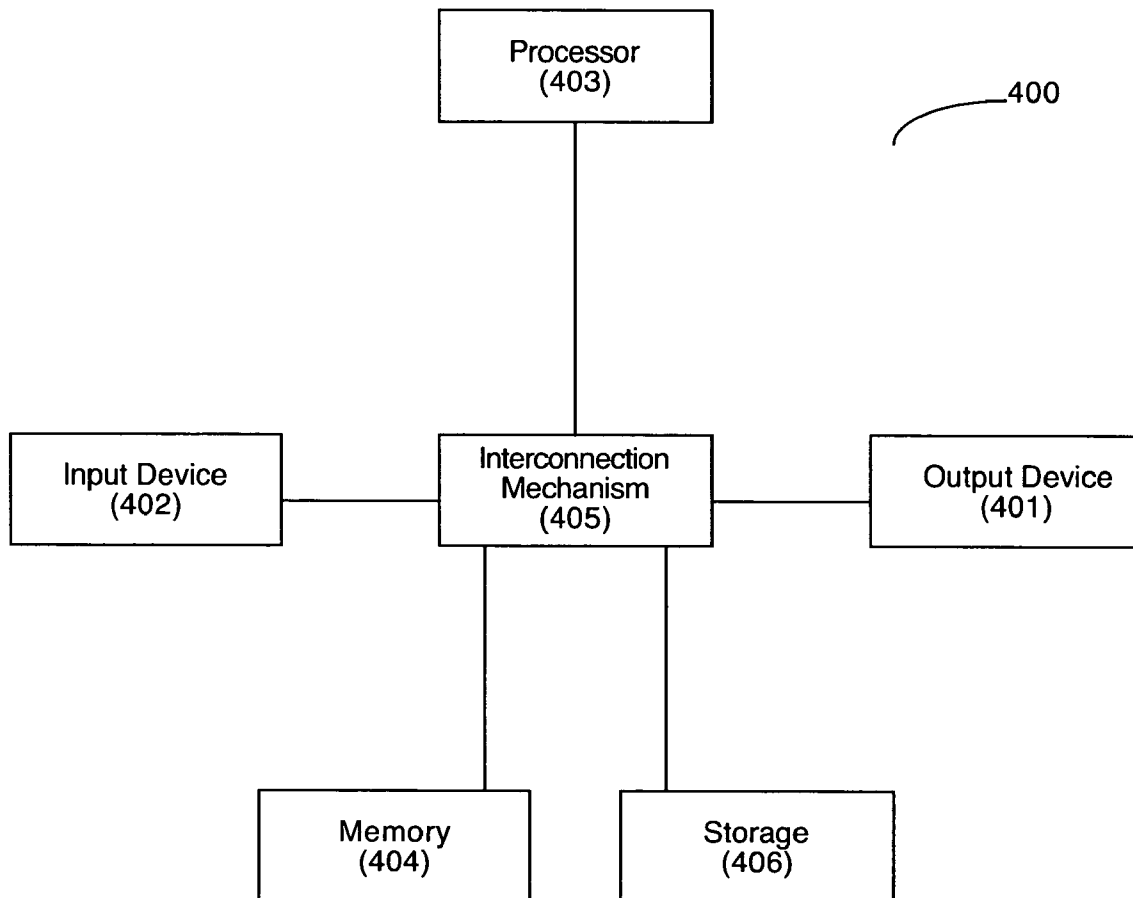 Processor
(403)
400
Input Device
(402)
Interconnection
Mechanism
(405)
Output Device
(401)
Memory
(404)
Storage
(406)